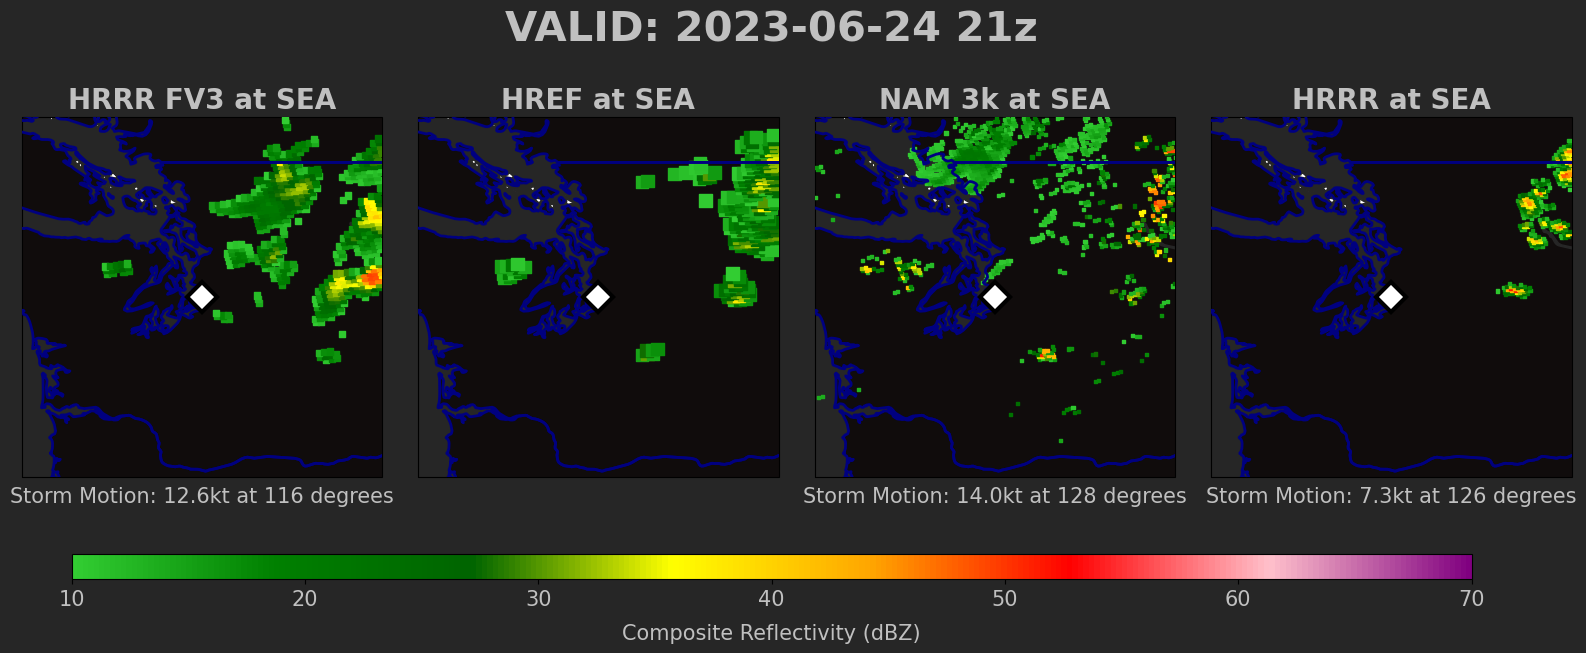 VALID: 2023-06-24 21z
HRRR FV3 at SEA
HREF at SEA
NAM 3k at SEA
HRRR at SEA
Storm Motion: 12.6kt at 116 degrees
Storm Motion: 14.0kt at 128 degrees
Storm Motion: 7.3kt at 126 degrees
10 20 30 40 50 60 70
Composite Reflectivity (dBZ)